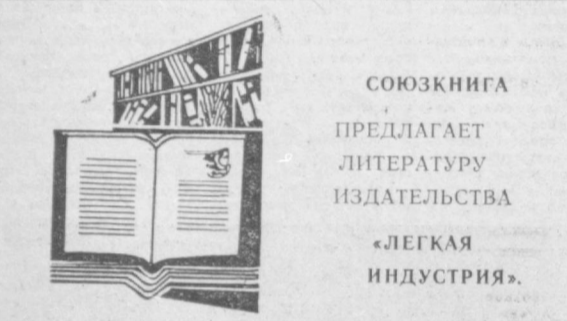 СОЮЗКНИГА
ПРЕДЛАГАЕТ
ЛИТЕРАТУРУ
ИЗДАТЕЛЬСТВА
«ЛЕГКАЯ
ИНДУСТРИЯ».